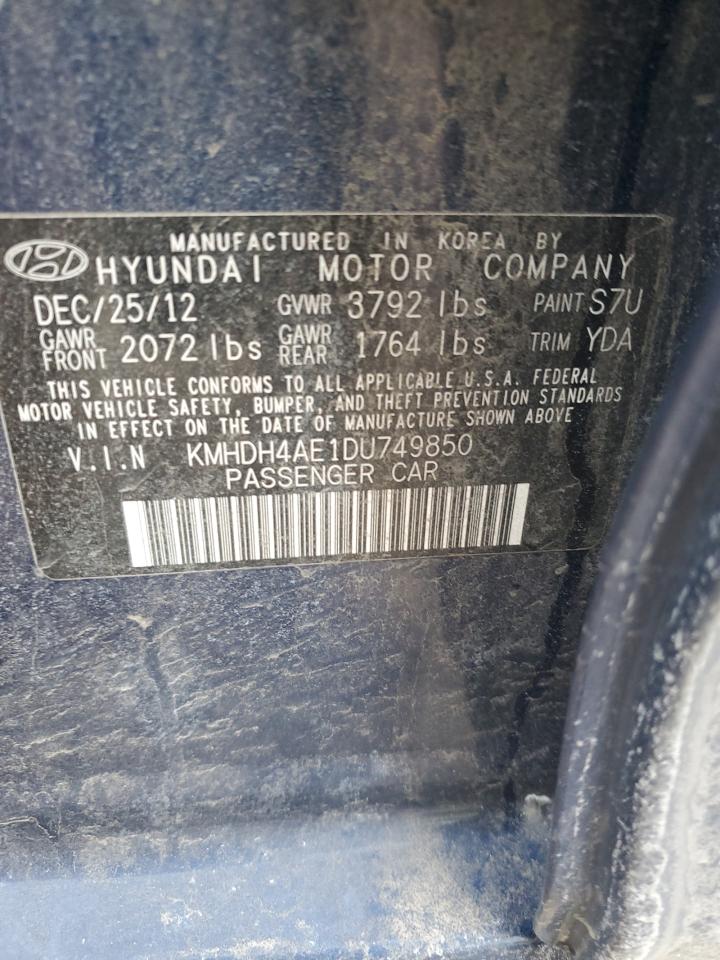 MANUFACTURED IN KOREA BY
HYUNDAI MOTOR COMPANY
DEC/25/12 GVWR 3792 lbs PAINT S7U
GAWR FRONT 2072 lbs GAWR REAR 1764 lbs TRIM YDA
THIS VEHICLE CONFORMS TO ALL APPLICABLE U.S.A. FEDERAL
MOTOR VEHICLE SAFETY, BUMPER, AND THEFT PREVENTION STANDARDS
IN EFFECT ON THE DATE OF MANUFACTURE SHOWN ABOVE
V.I.N KMHDH4AE1DU749850
PASSENGER CAR